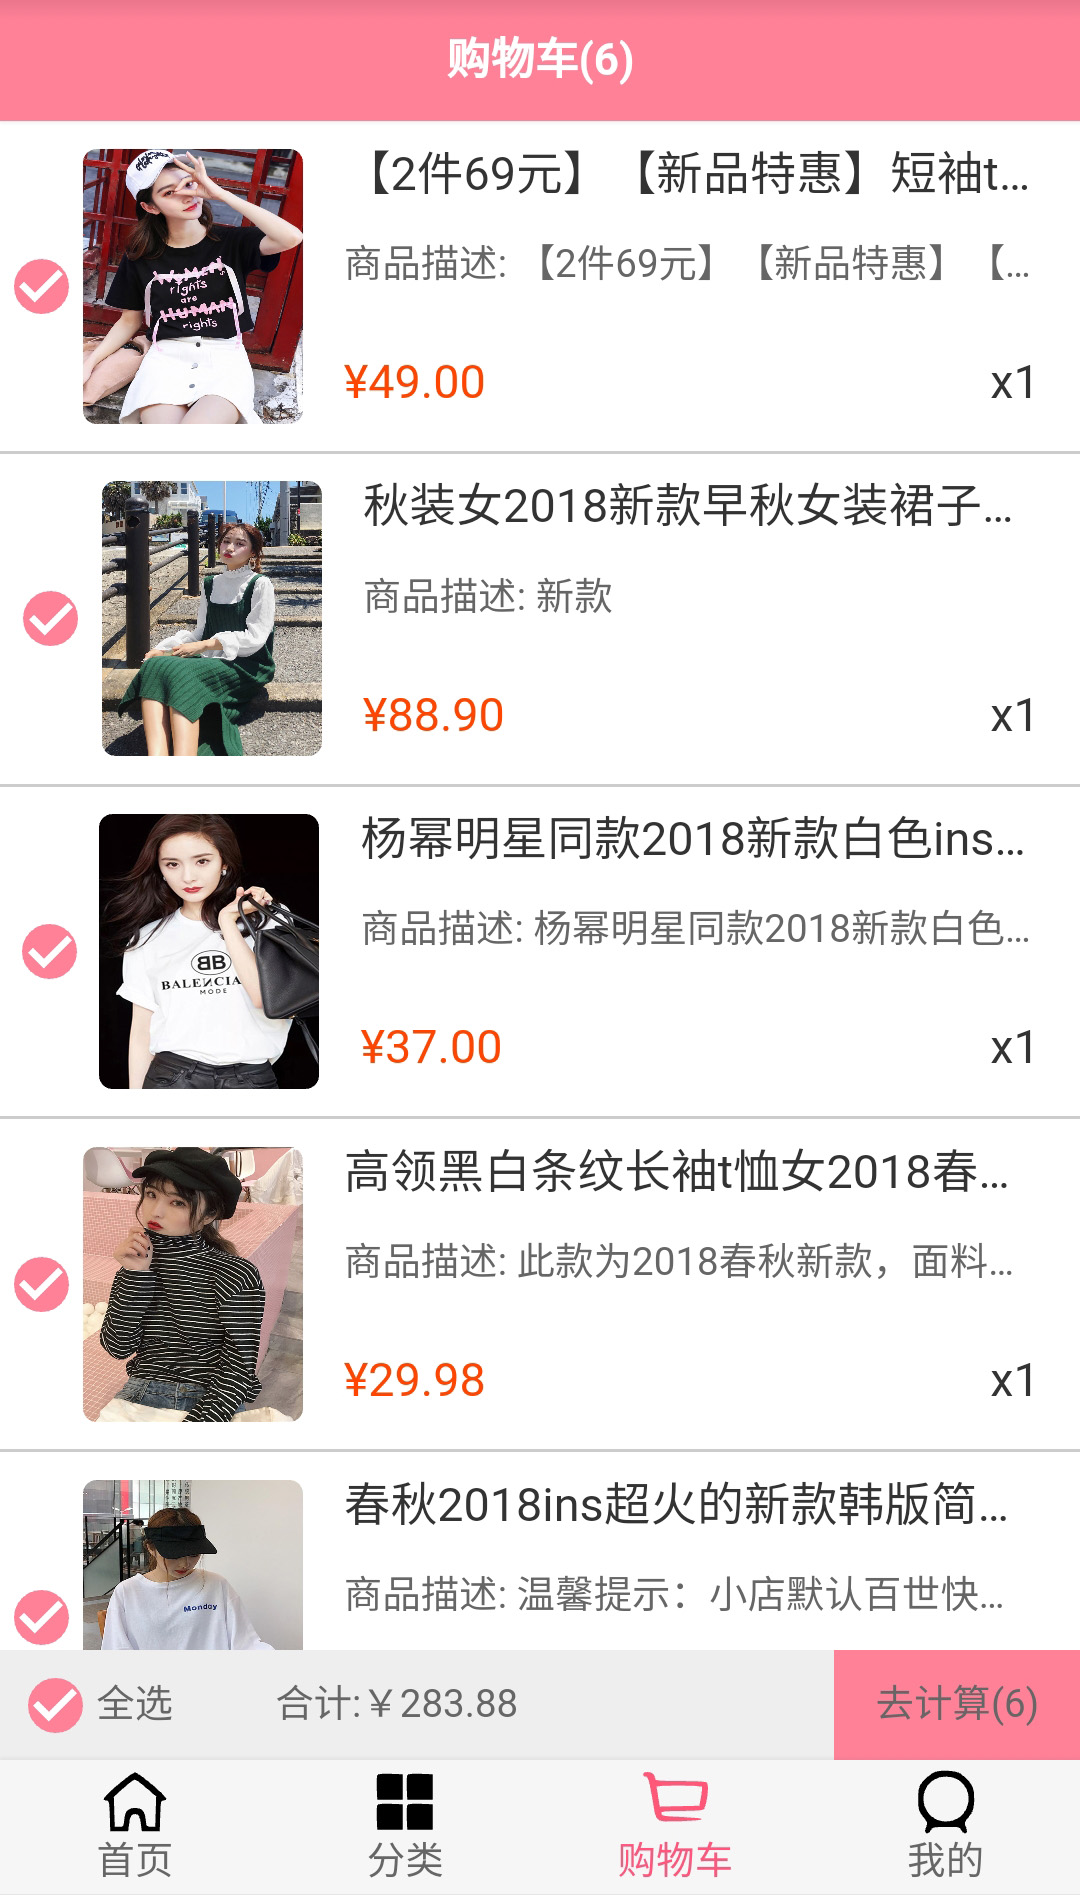 购物车(6)
【2件69元】【新品特惠】短袖t...
商品描述: 【2件69元】【新品特惠】【...
¥49.00
x1
WOMEN
rights
are
HUMAN
rights
秋装女2018新款早秋女装裙子...
商品描述: 新款
¥88.90
x1
杨幂明星同款2018新款白色ins...
商品描述: 杨幂明星同款2018新款白色...
¥37.00
x1
BALENCIA
MODE
高领黑白条纹长袖t恤女2018春...
商品描述: 此款为2018春秋新款，面料...
¥29.98
x1
春秋2018ins超火的新款韩版简...
商品描述: 温馨提示：小店默认百世快...
Monday
全选
合计:￥283.88
去计算(6)
首页
分类
购物车
我的